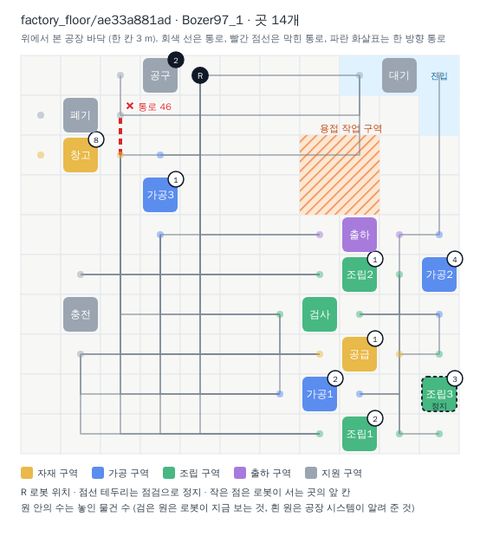 factory_floor/ae33a881ad · Bozer97_1 · 곳 14개
위에서 본 공장 바닥 (한 칸 3 m). 회색 선은 통로, 빨간 점선은 막힌 통로, 파란 화살표는 한 방향 통로
공구 2 R 대기 진입
폐기 × 통로 46
창고 8 용접 작업 구역
가공3 1
출하
조립2 1 가공2 4
충전 검사
공급 1
가공1 2 조립3 3
정지
조립1 2
자재 구역 가공 구역 조립 구역 출하 구역 지원 구역
R 로봇 위치 · 점선 테두리는 점검으로 정지 · 작은 점은 로봇이 서는 곳의 앞 칸
원 안의 수는 놓인 물건 수 (검은 원은 로봇이 지금 보는 것, 흰 원은 공장 시스템이 알려 준 것)